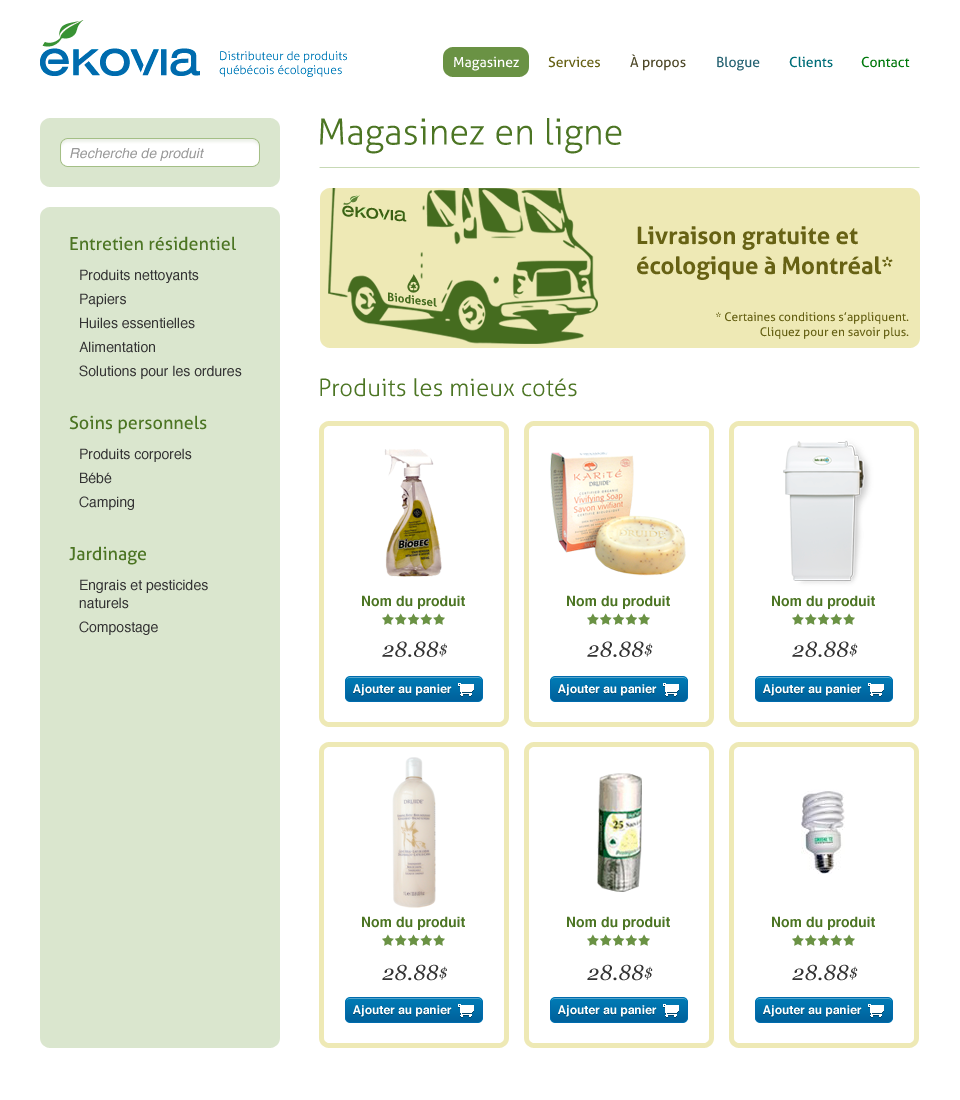 ekovia
Distributeur de produits
québécois écologiques
Magasinez
Services
À propos
Blogue
Clients
Contact
Recherche de produit
Entretien résidentiel
Produits nettoyants
Papiers
Huiles essentielles
Alimentation
Solutions pour les ordures
Soins personnels
Produits corporels
Bébé
Camping
Jardinage
Engrais et pesticides
naturels
Compostage
Magasinez en ligne
ekovia
Biodiesel
Livraison gratuite et
écologique à Montréal*
* Certaines conditions s’appliquent.
Cliquez pour en savoir plus.
Produits les mieux cotés
BIOBEC
Nom du produit
28.88$
Ajouter au panier
KARITÉ
DRUIDE
CERTIFIED ORGANIC
Vivifying Soap
Savon vivifiant
DRUIDE
Nom du produit
28.88$
Ajouter au panier
Nom du produit
28.88$
Ajouter au panier
DRUIDE
Nom du produit
28.88$
Ajouter au panier
25
Nom du produit
28.88$
Ajouter au panier
Nom du produit
28.88$
Ajouter au panier